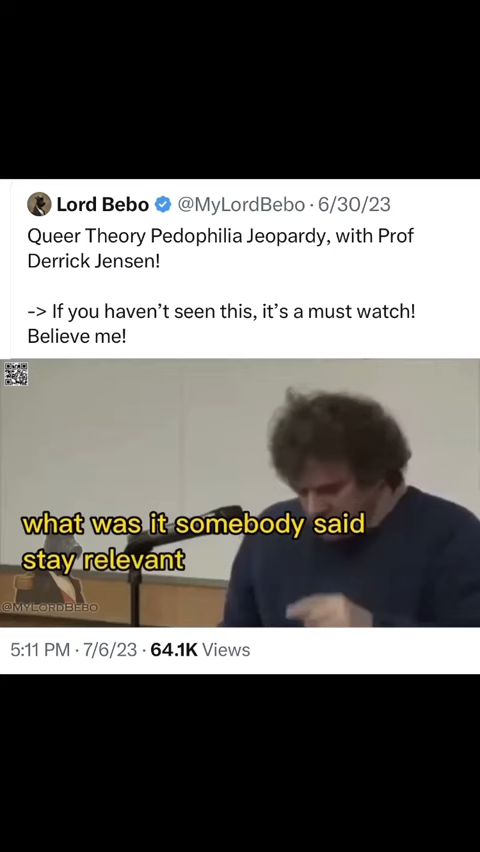 Lord Bebo @MyLordBebo · 6/30/23
Queer Theory Pedophilia Jeopardy, with Prof
Derrick Jensen!
-> If you haven't seen this, it's a must watch!
Believe me!
what was it somebody said
stay relevant
@MYLORDBEBO
5:11 PM · 7/6/23 · 64.1K Views